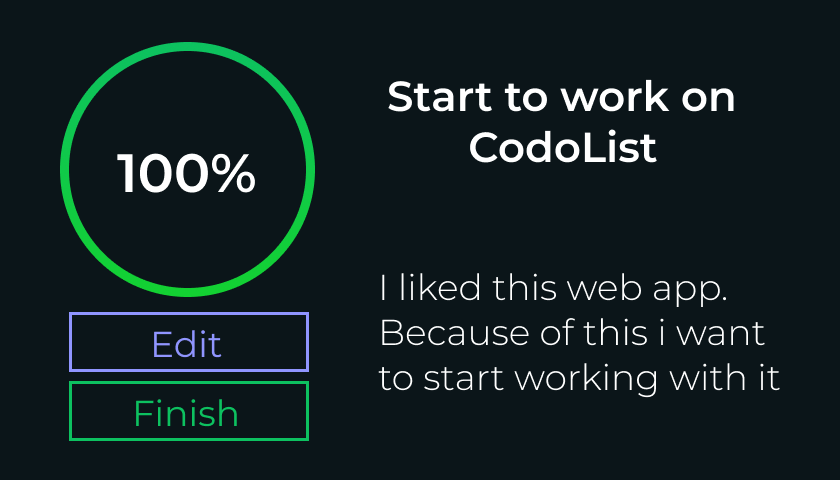 100%
Edit
Finish
Start to work on
CodoList
I liked this web app.
Because of this i want
to start working with it